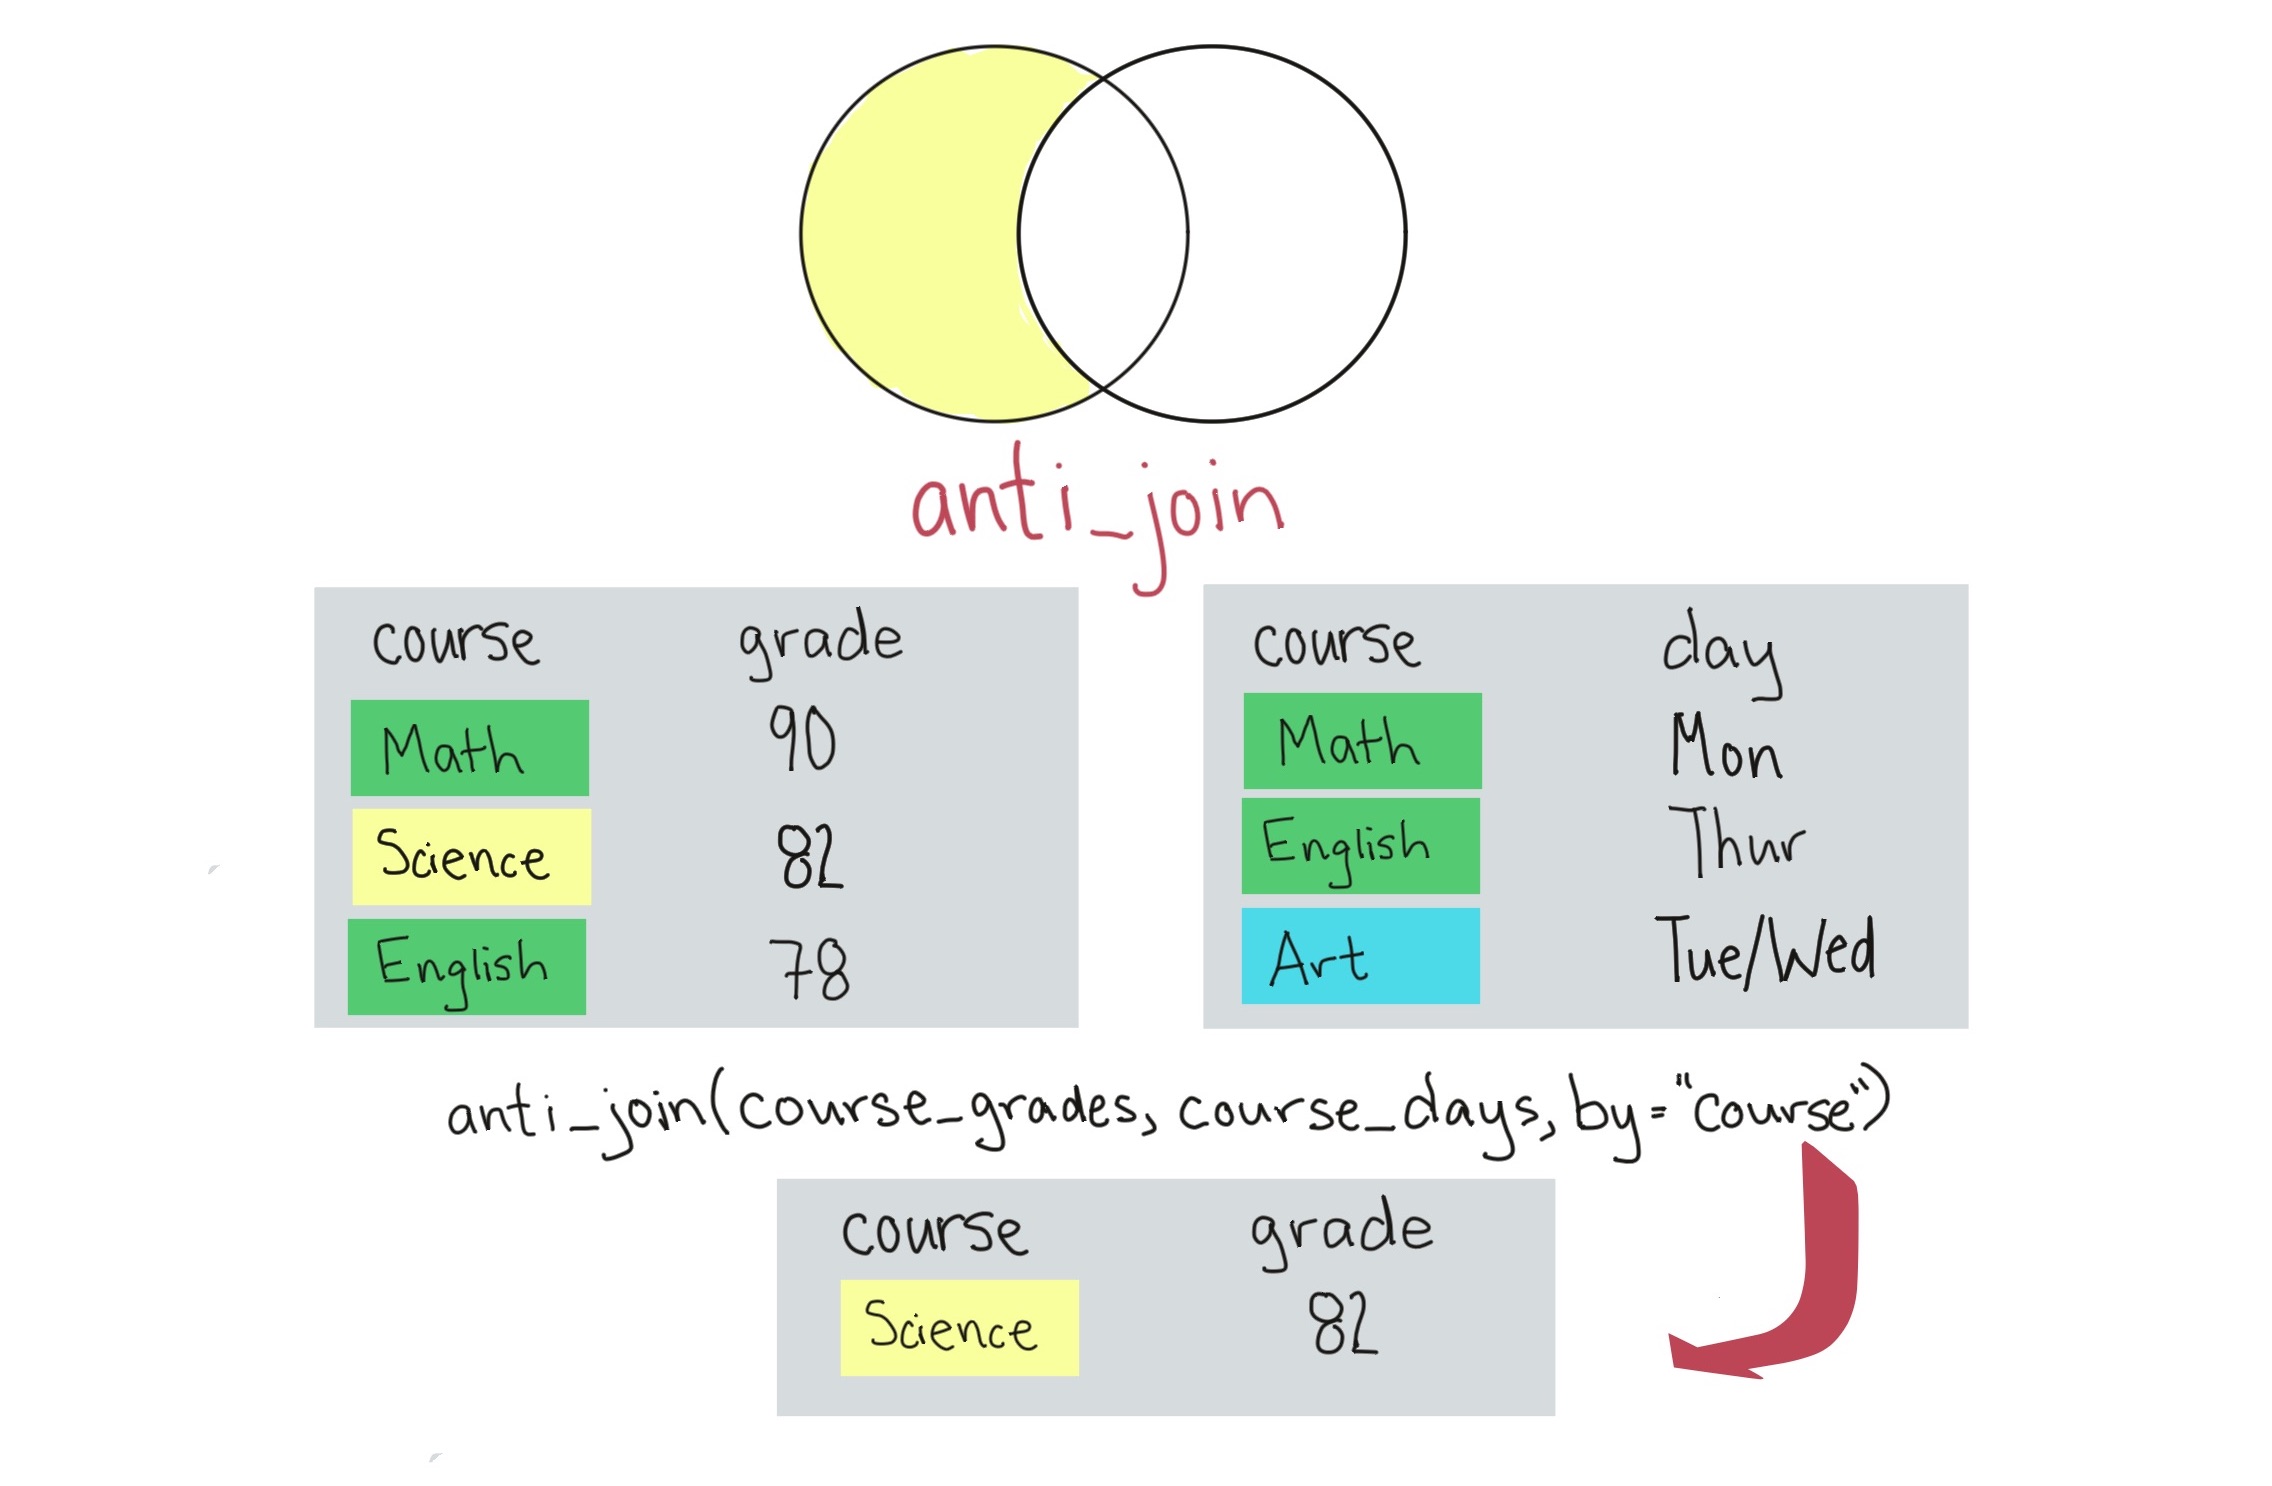 anti_join
course grade
Math 90
Science 82
English 78
course day
Math Mon
English Thur
Art Tue/Wed
anti_join(course_grades, course_days, by="course")
course grade
Science 82